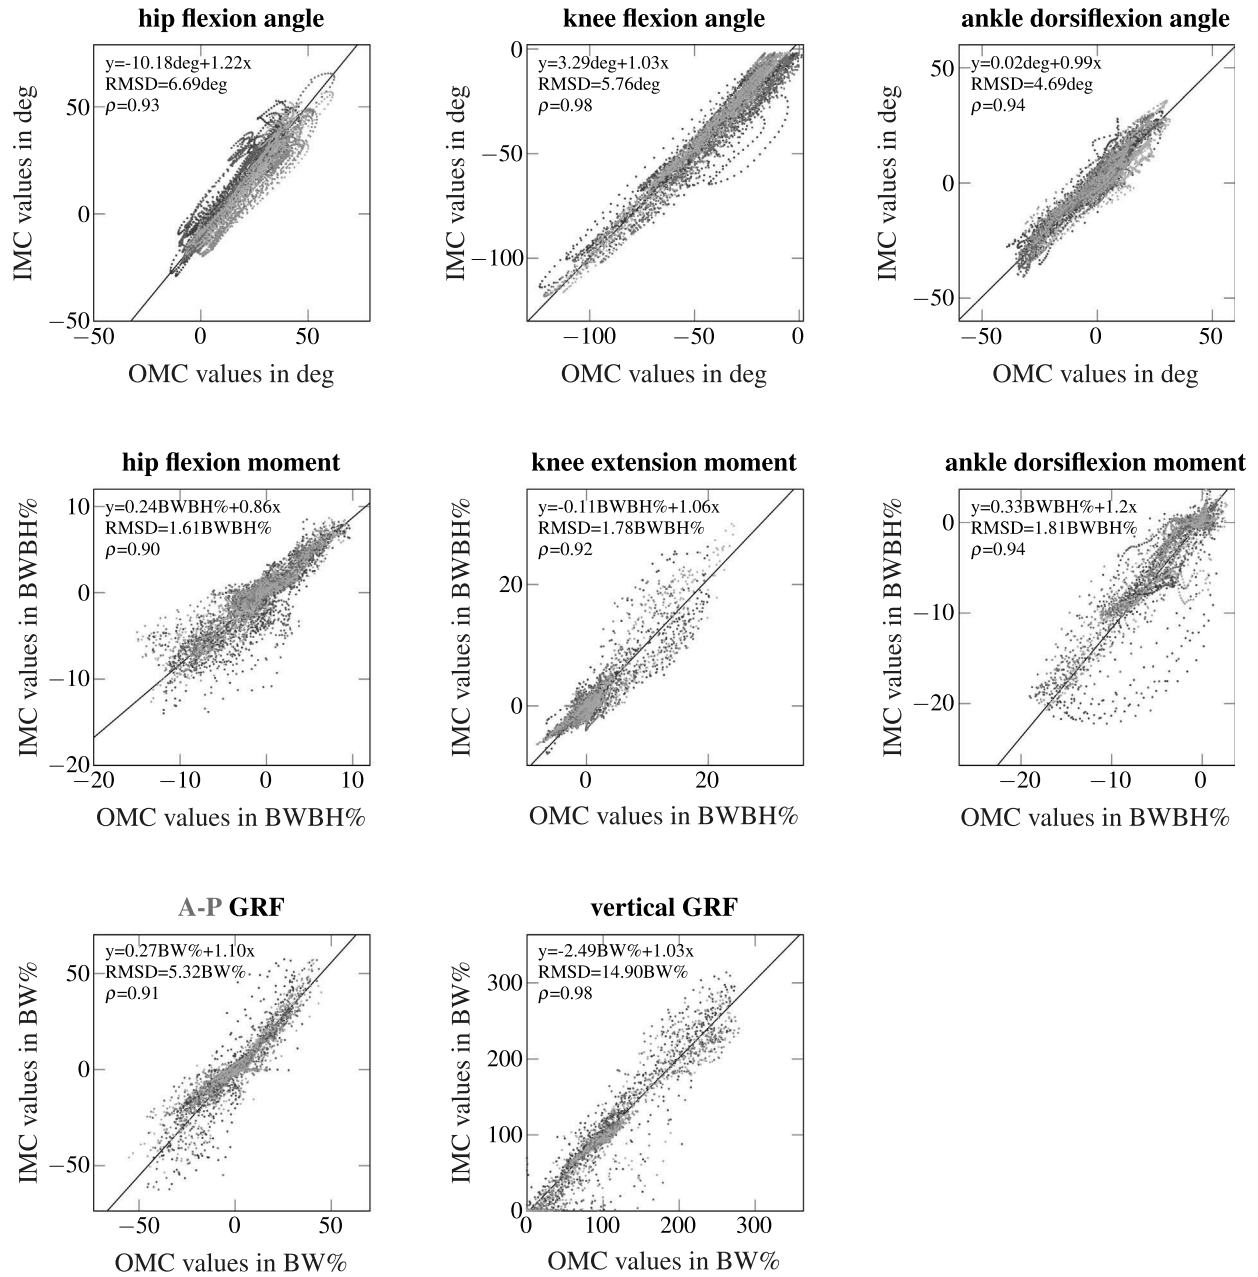 hip flexion angle
y=-10.18deg+1.22x
RMSD=6.69deg
ρ=0.93
50
0
−50
−50
0
50
IMC values in deg
OMC values in deg
knee flexion angle
y=3.29deg+1.03x
RMSD=5.76deg
ρ=0.98
0
−50
−100
−100
−50
0
IMC values in deg
OMC values in deg
ankle dorsiflexion angle
y=0.02deg+0.99x
RMSD=4.69deg
ρ=0.94
50
0
−50
−50
0
50
IMC values in deg
OMC values in deg
hip flexion moment
y=0.24BWBH%+0.86x
RMSD=1.61BWBH%
ρ=0.90
10
0
−10
−20
−20
−10
0
10
IMC values in BWBH%
OMC values in BWBH%
knee extension moment
y=-0.11BWBH%+1.06x
RMSD=1.78BWBH%
ρ=0.92
20
0
0
20
IMC values in BWBH%
OMC values in BWBH%
ankle dorsiflexion moment
y=0.33BWBH%+1.2x
RMSD=1.81BWBH%
ρ=0.94
0
−10
−20
−20
−10
0
IMC values in BWBH%
OMC values in BWBH%
A-P GRF
y=0.27BW%+1.10x
RMSD=5.32BW%
ρ=0.91
50
0
−50
−50
0
50
IMC values in BW%
OMC values in BW%
vertical GRF
y=-2.49BW%+1.03x
RMSD=14.90BW%
ρ=0.98
300
200
100
0
0
100
200
300
IMC values in BW%
OMC values in BW%